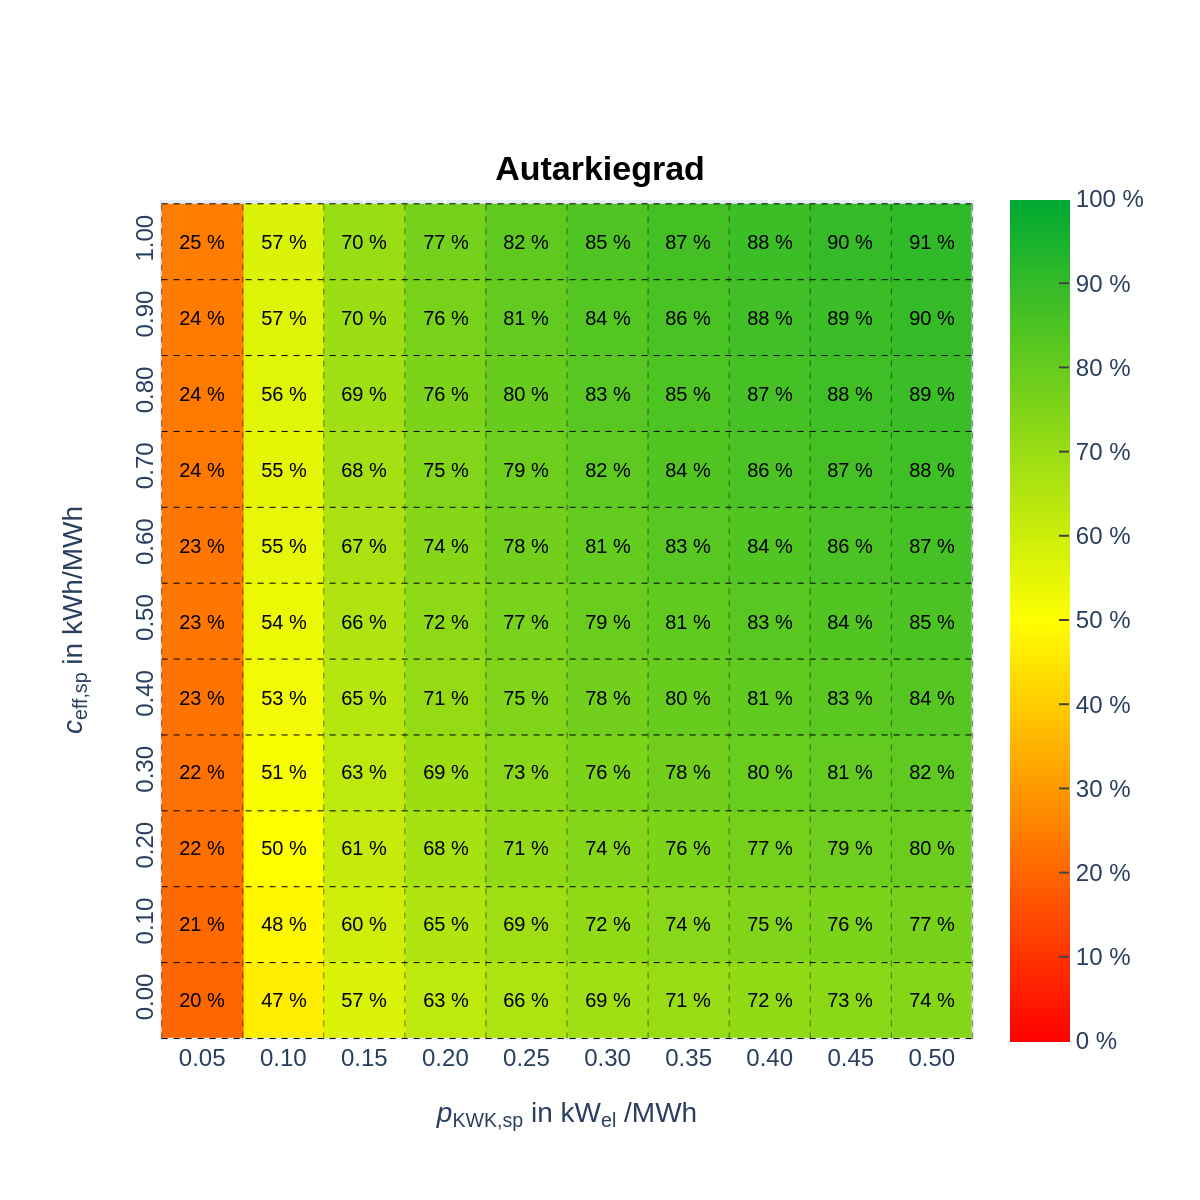 Autarkiegrad
100 %
1.00 25 % 57 % 70 % 77 % 82 % 85 % 87 % 88 % 90 % 91 %
90 %
0.90 24 % 57 % 70 % 76 % 81 % 84 % 86 % 88 % 89 % 90 %
80 %
0.80 24 % 56 % 69 % 76 % 80 % 83 % 85 % 87 % 88 % 89 %
70 %
0.70 24 % 55 % 68 % 75 % 79 % 82 % 84 % 86 % 87 % 88 %
60 %
0.60 23 % 55 % 67 % 74 % 78 % 81 % 83 % 84 % 86 % 87 %
50 %
0.50 23 % 54 % 66 % 72 % 77 % 79 % 81 % 83 % 84 % 85 %
0.40 23 % 53 % 65 % 71 % 75 % 78 % 80 % 81 % 83 % 84 %
40 %
0.30 22 % 51 % 63 % 69 % 73 % 76 % 78 % 80 % 81 % 82 %
30 %
0.20 22 % 50 % 61 % 68 % 71 % 74 % 76 % 77 % 79 % 80 %
20 %
0.10 21 % 48 % 60 % 65 % 69 % 72 % 74 % 75 % 76 % 77 %
10 %
0.00 20 % 47 % 57 % 63 % 66 % 69 % 71 % 72 % 73 % 74 %
0 %
0.05 0.10 0.15 0.20 0.25 0.30 0.35 0.40 0.45 0.50
c eff,sp in kWh/MWh
p KWK,sp in kW el /MWh